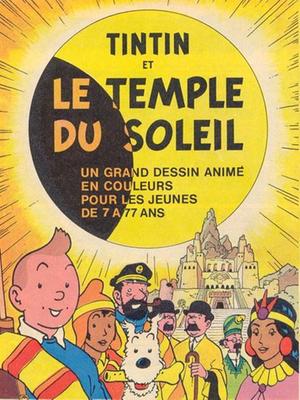 TINTIN
ET
LE TEMPLE
DU SOLEIL
UN GRAND DESSIN ANIMÉ
EN COULEURS
POUR LES JEUNES
DE 7 A 77 ANS